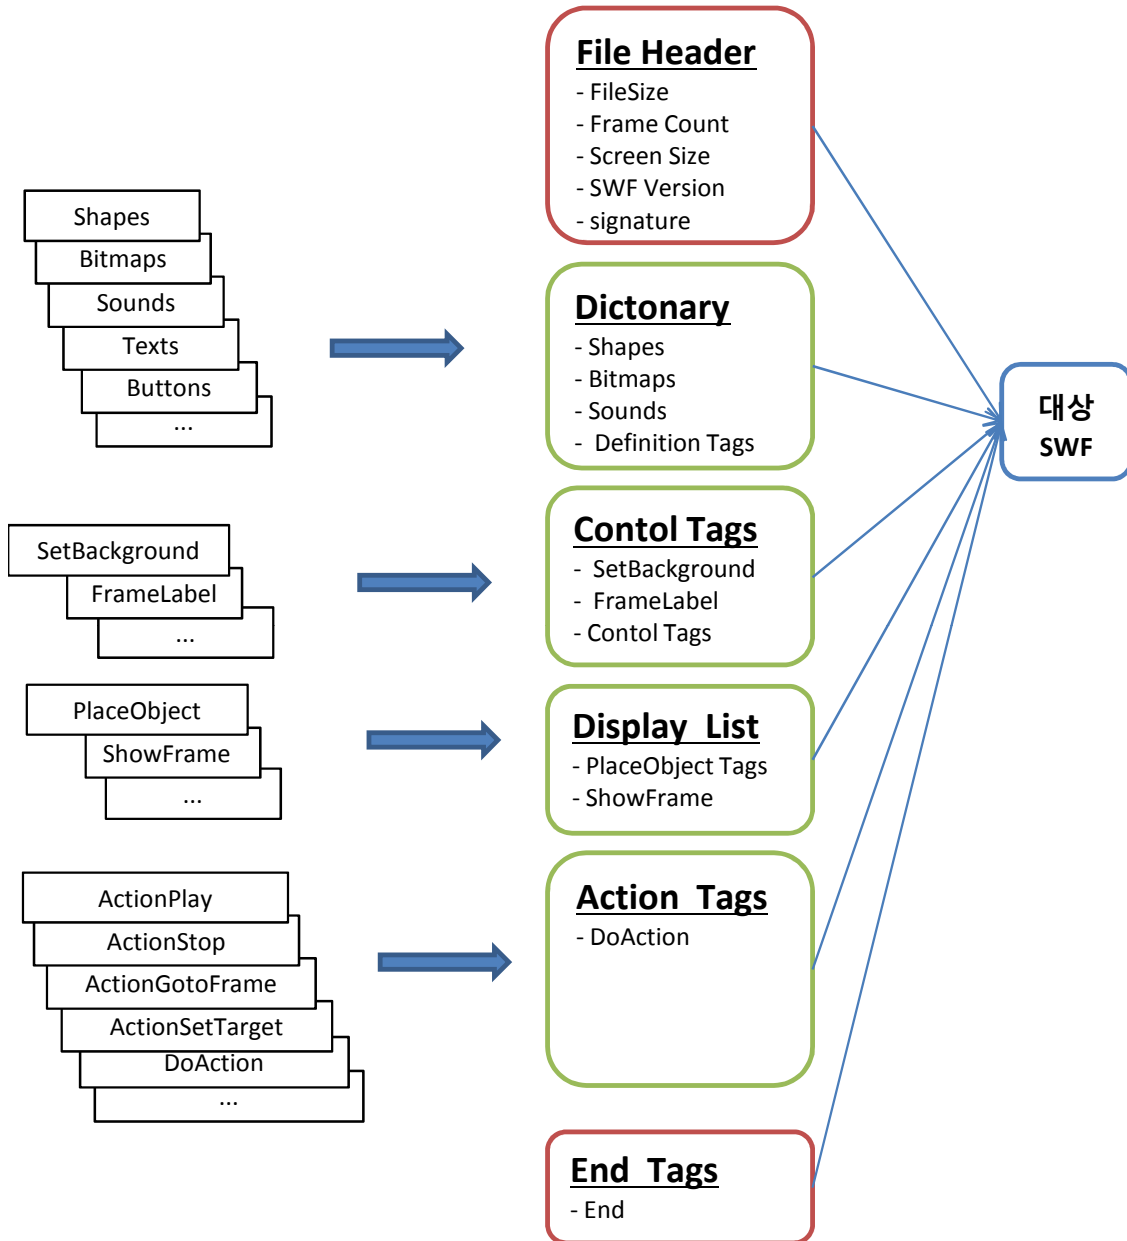 File Header
- FileSize
- Frame Count
- Screen Size
- SWF Version
- signature
Shapes
Bitmaps
Sounds
Texts
Buttons
...
Dictonary
- Shapes
- Bitmaps
- Sounds
- Definition Tags
대상
SWF
SetBackground
FrameLabel
...
Contol Tags
- SetBackground
- FrameLabel
- Contol Tags
PlaceObject
ShowFrame
...
Display List
- PlaceObject Tags
- ShowFrame
ActionPlay
ActionStop
ActionGotoFrame
ActionSetTarget
DoAction
...
Action Tags
- DoAction
End Tags
- End